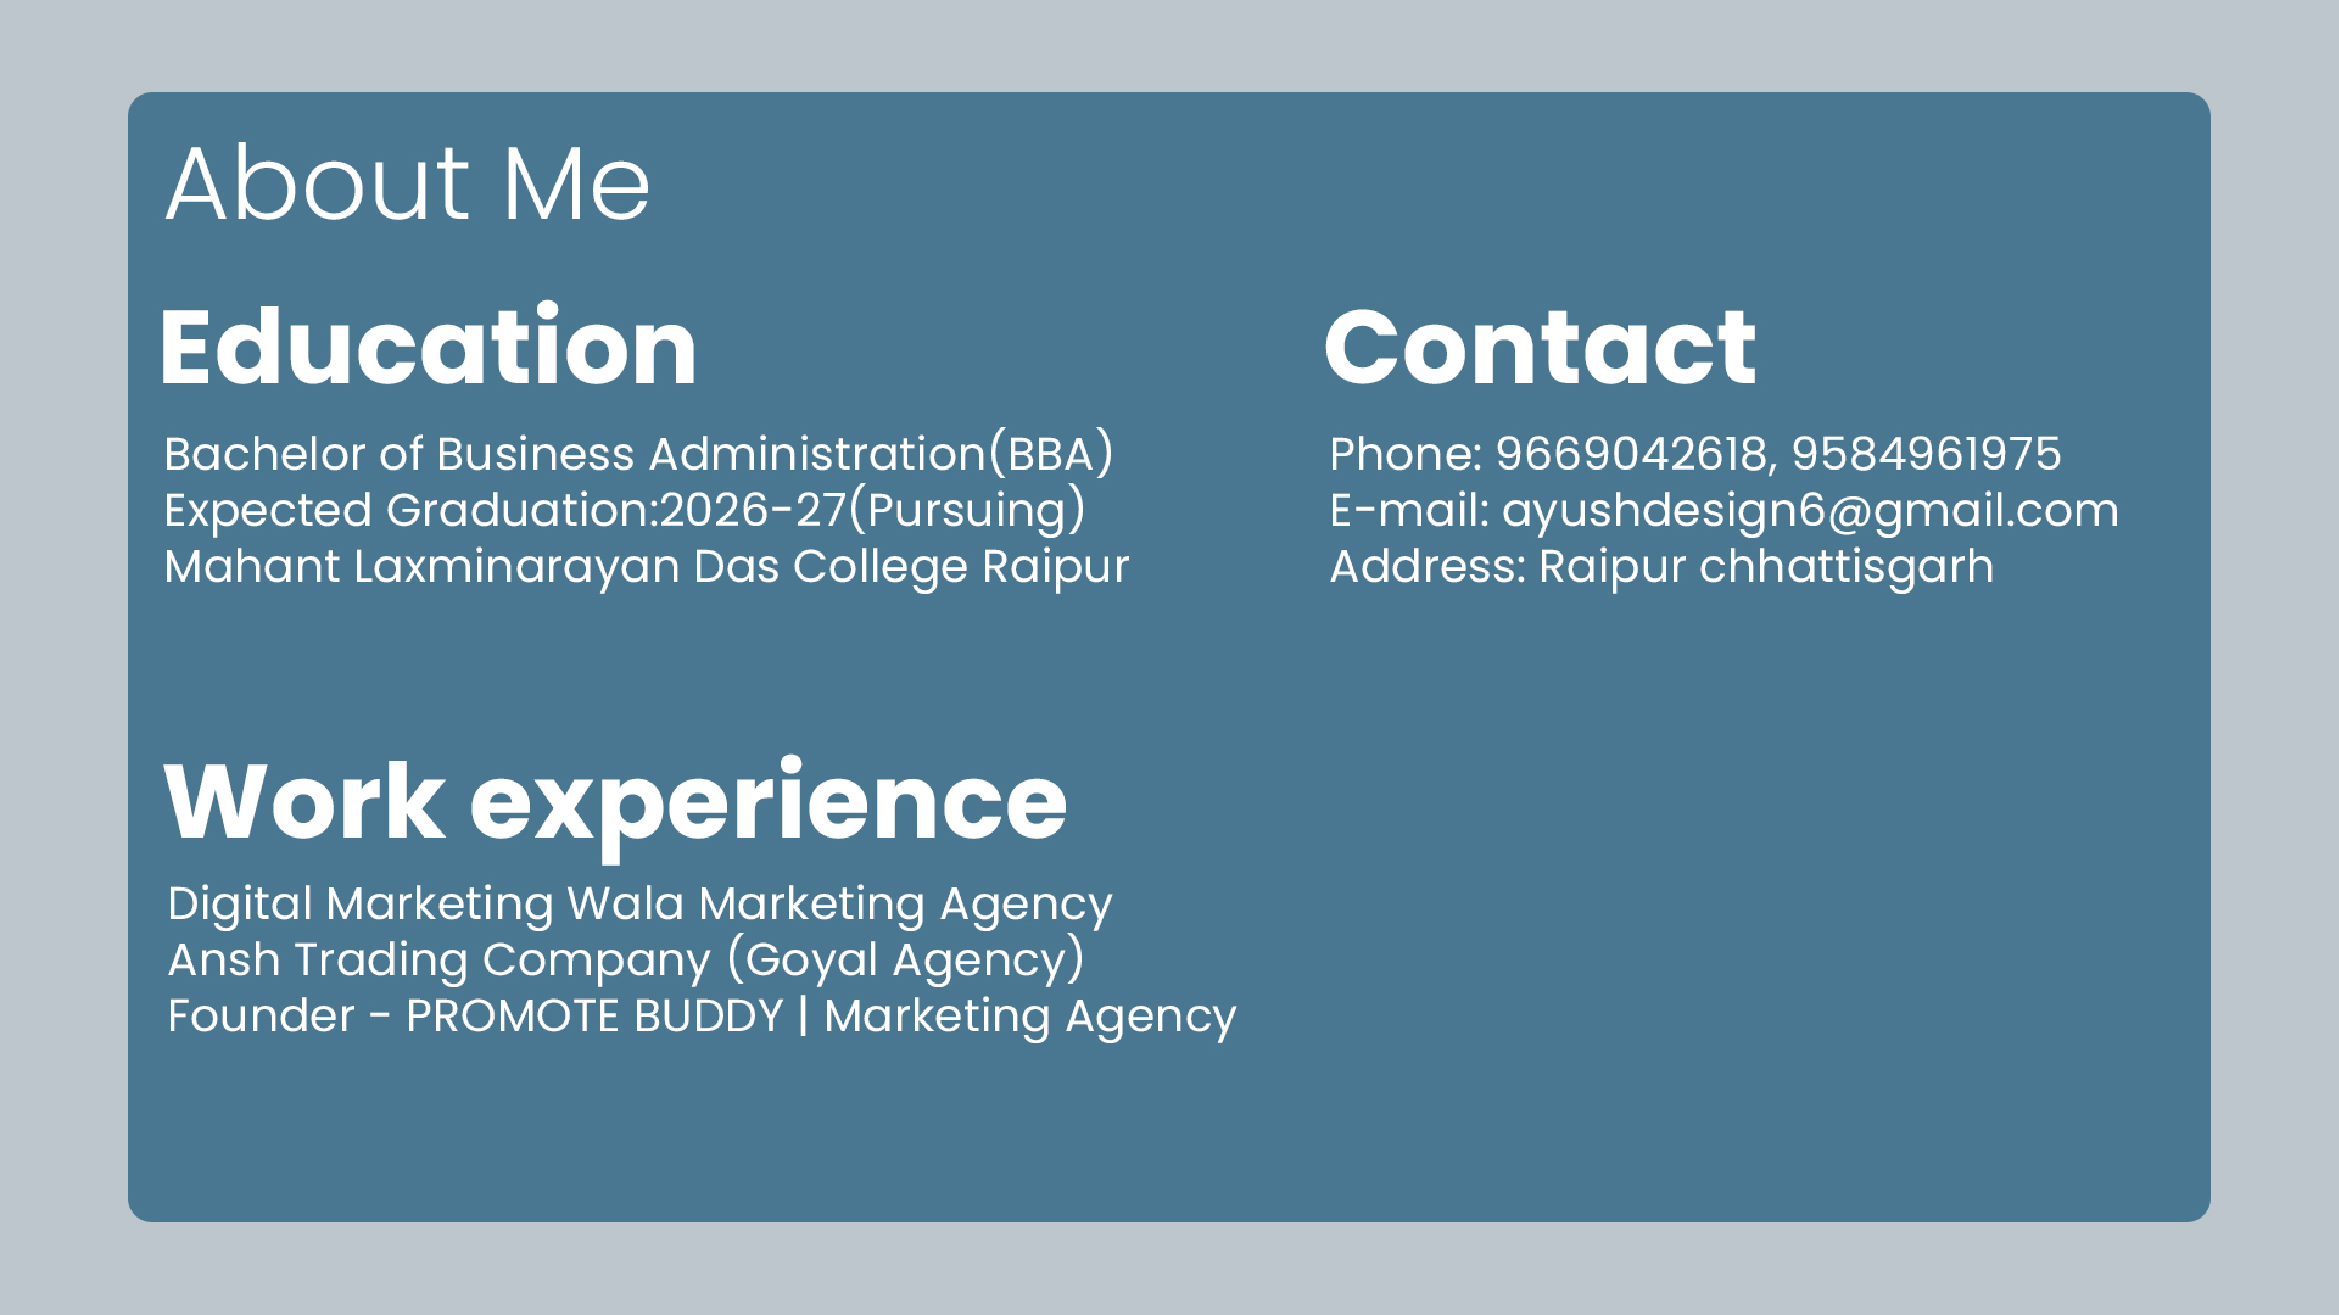 About Me
Education
Bachelor of Business Administration(BBA)
Expected Graduation:2026-27(Pursuing)
Mahant Laxminarayan Das College Raipur
Contact
Phone: 9669042618, 9584961975
E-mail: ayushdesign6@gmail.com
Address: Raipur chhattisgarh
Work experience
Digital Marketing Wala Marketing Agency
Ansh Trading Company (Goyal Agency)
Founder - PROMOTE BUDDY | Marketing Agency